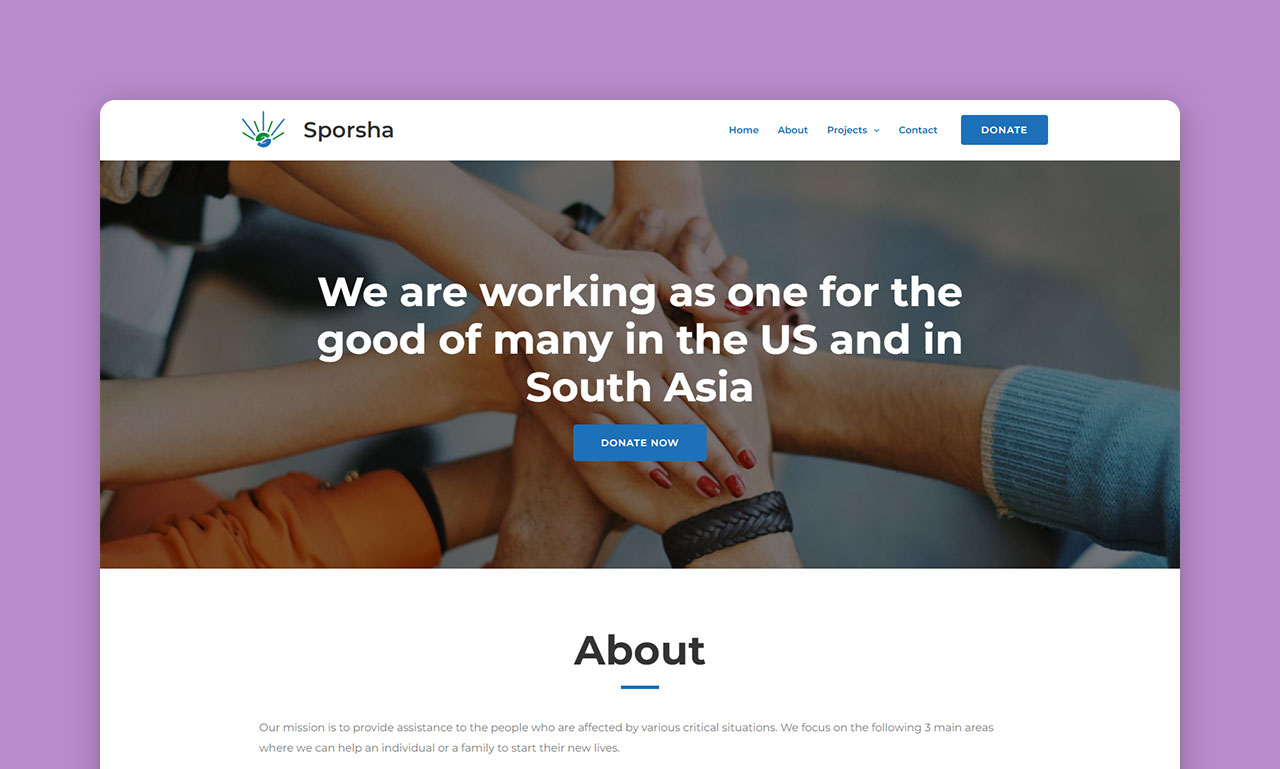 Sporsha
Home About Projects Contact DONATE
We are working as one for the
good of many in the US and in
South Asia
DONATE NOW
About
Our mission is to provide assistance to the people who are affected by various critical situations. We focus on the following 3 main areas
where we can help an individual or a family to start their new lives.